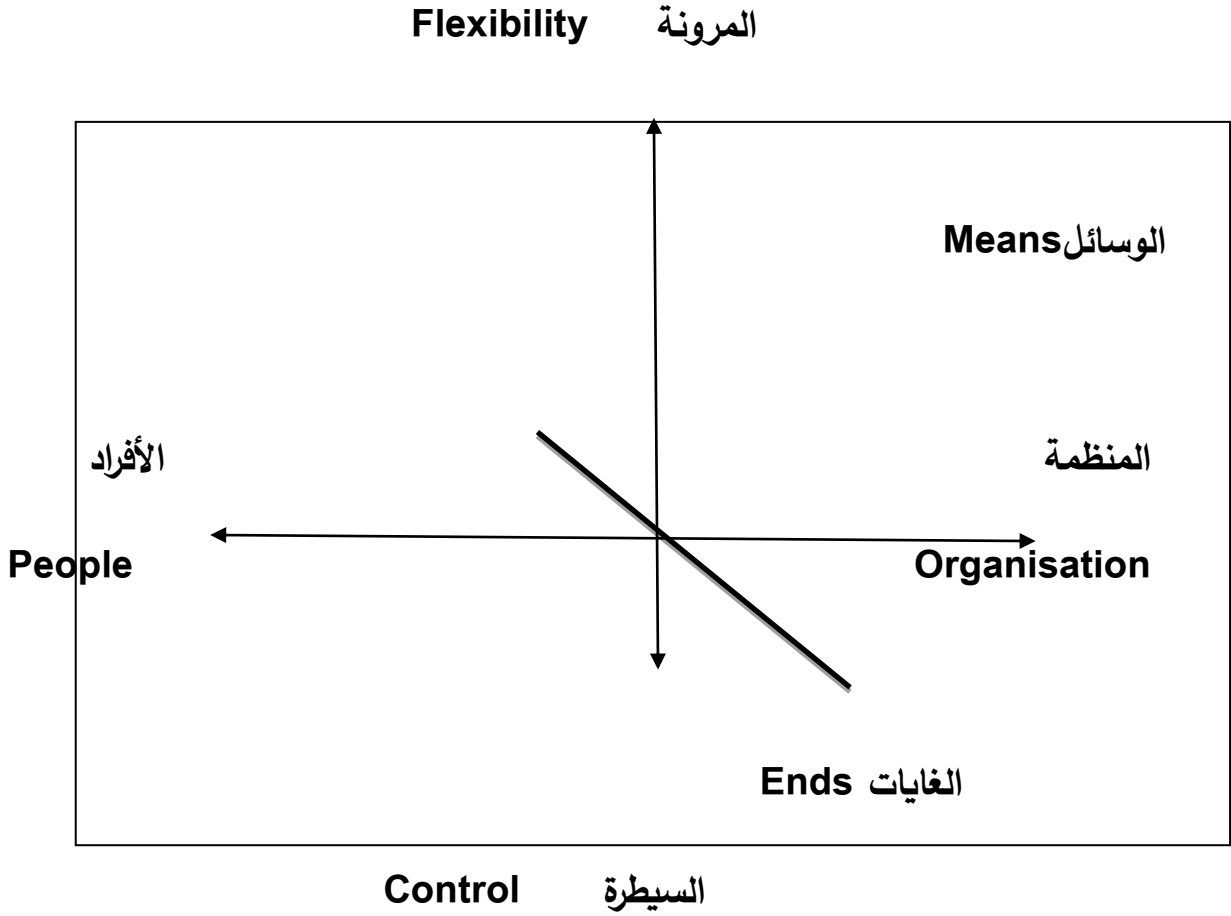 Flexibility المرونة
الوسائلMeans
الأفراد
المنظمة
People
Organisation
الغايات Ends
Control السيطرة